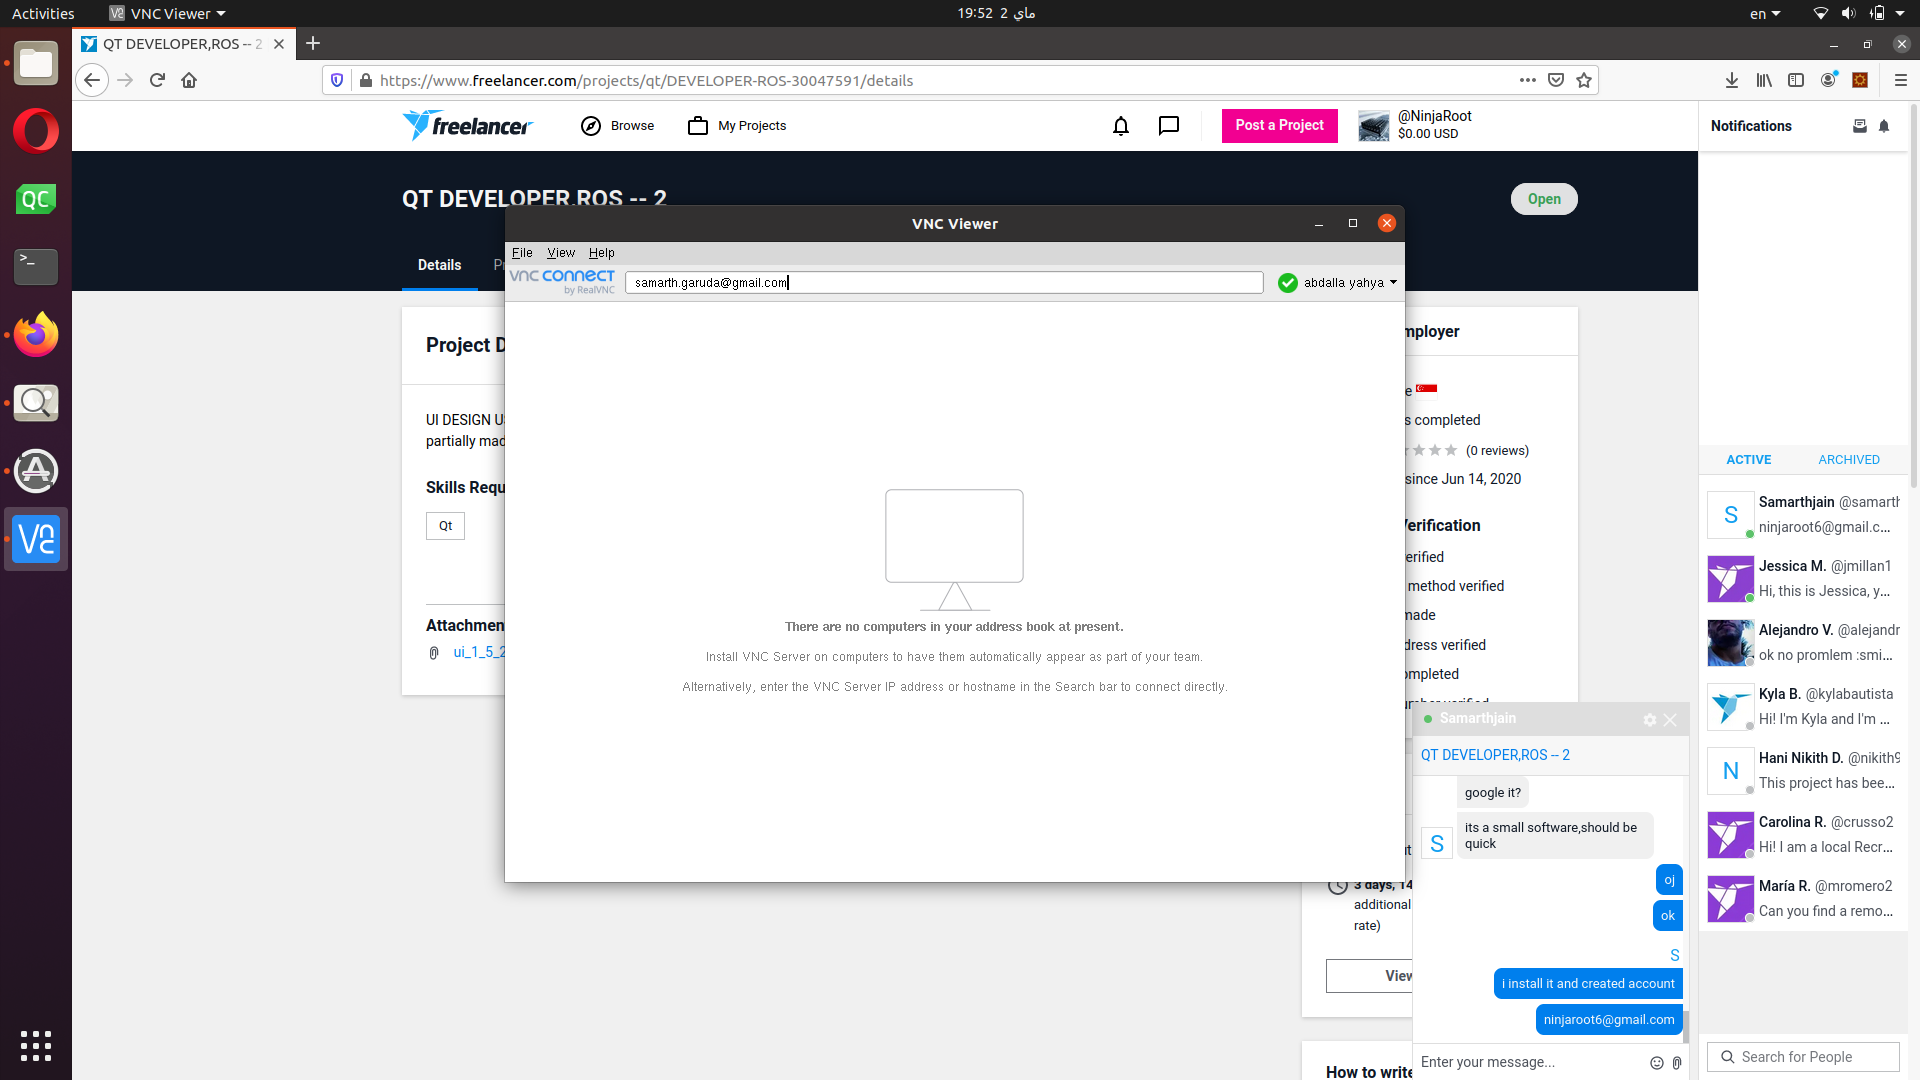 Activities
VNC Viewer
19:52 2 ماي
en
QT DEVELOPER,ROS -- 2
https://www.freelancer.com/projects/qt/DEVELOPER-ROS-30047591/details
freelancer
Browse
My Projects
Post a Project
@NinjaRoot
$0.00 USD
Notifications
QT DEVELOPER,ROS -- 2
Open
Details
VNC Viewer
File View Help
vnc connect
by RealVNC
samarth.garuda@gmail.com
abdalla yahya
There are no computers in your address book at present.
Install VNC Server on computers to have them automatically appear as part of your team.
Alternatively, enter the VNC Server IP address or hostname in the Search bar to connect directly.
Project D
UI DESIGN U
partially mad
Skills Requ
Qt
Attachmen
ui_1_5_2
mployer
e
s completed
(0 reviews)
since Jun 14, 2020
Verification
erified
method verified
made
dress verified
ompleted
umber verified
3 days, 14
additional
rate)
View
How to write
Samarthjain
QT DEVELOPER,ROS -- 2
google it?
its a small software,should be
quick
S
oj
ok
S
i install it and created account
ninjaroot6@gmail.com
Enter your message...
ACTIVE
ARCHIVED
S
Samarthjain @samarth
ninjaroot6@gmail.c...
Jessica M. @jmillan1
Hi, this is Jessica, y...
Alejandro V. @alejandr
ok no promlem :smi...
Kyla B. @kylabautista
Hi! I'm Kyla and I'm ...
N
Hani Nikith D. @nikith9
This project has bee...
Carolina R. @crusso2
Hi! I am a local Recr...
María R. @mromero2
Can you find a remo...
Search for People
QC